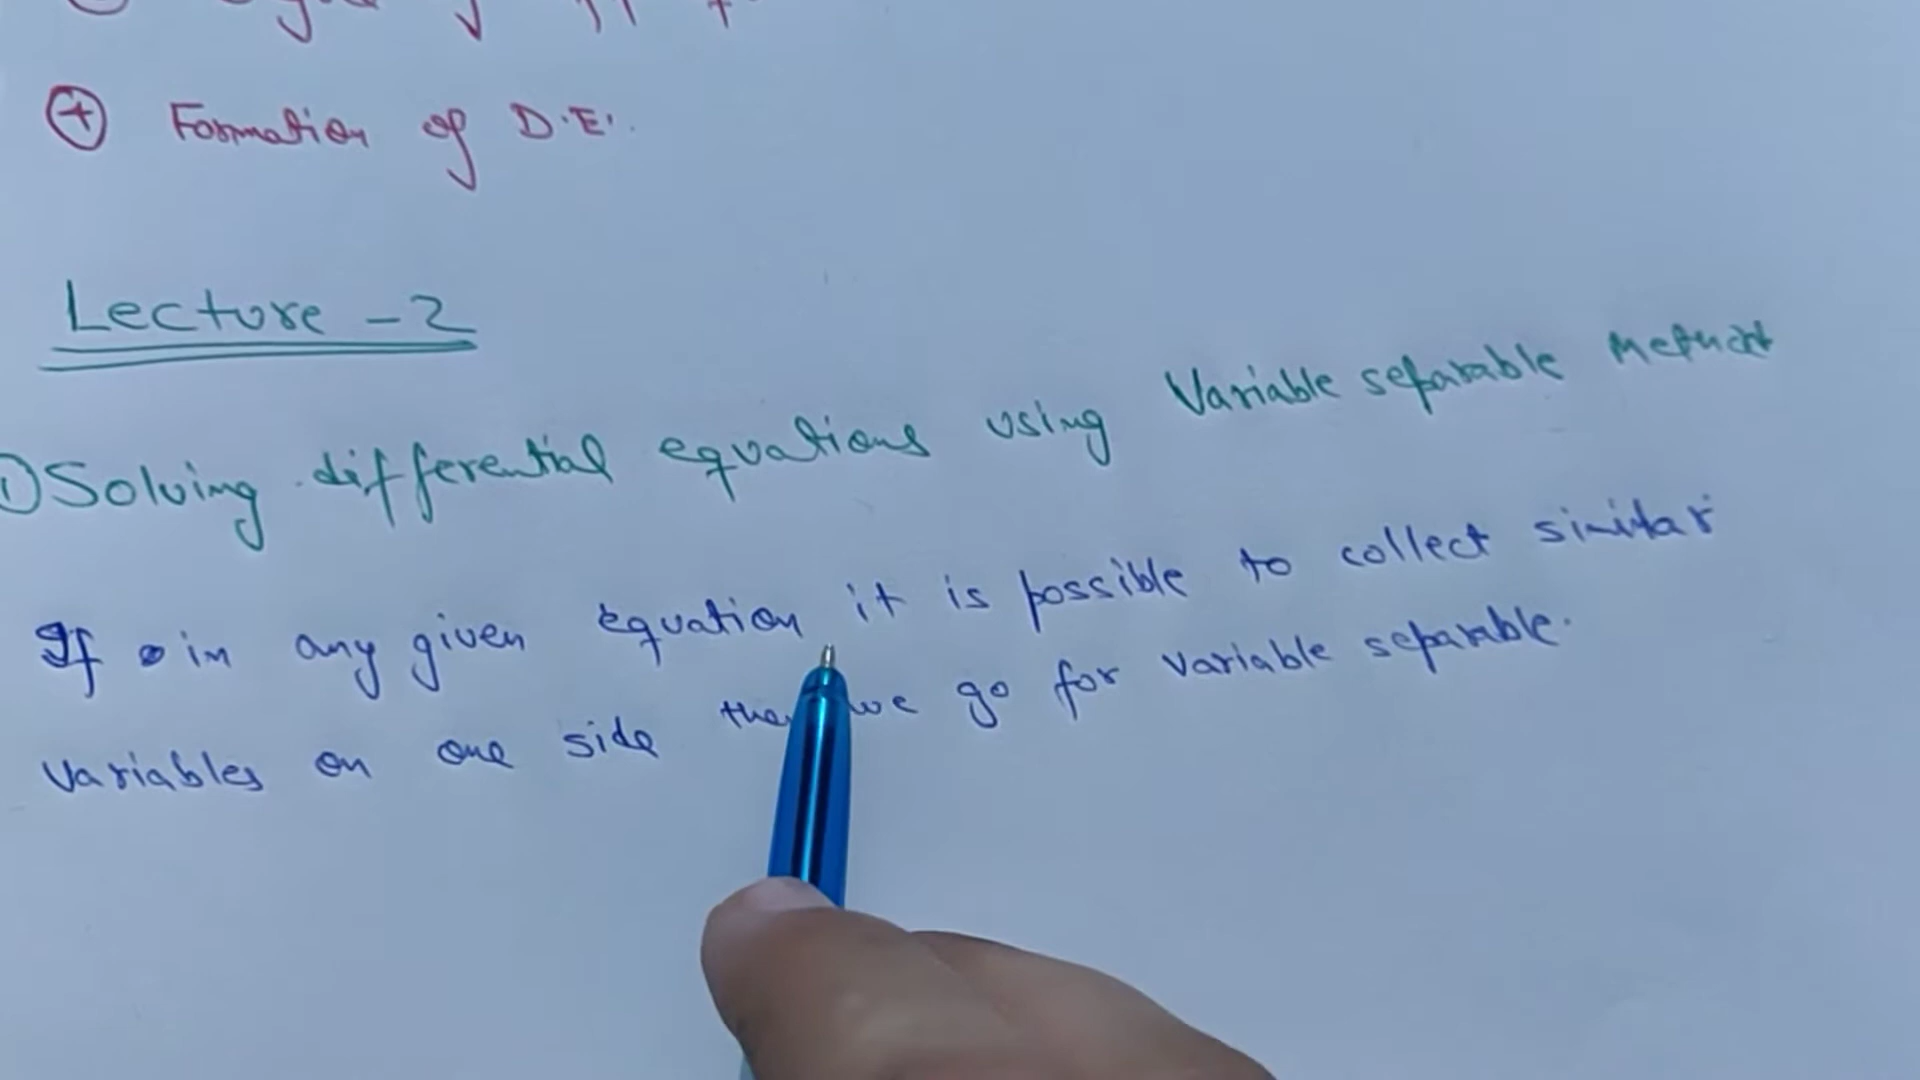 ④ Formation of D.E.
Lecture - 2
① Solving differential equations using Variable separable Method
If in any given equation it is possible to collect similar
variables on one side then we go for variable separable.